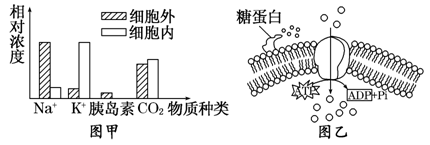 相对浓度
细胞外
细胞内
Na⁺ K⁺ 胰岛素 CO₂ 物质种类
图甲
糖蛋白
ATP
ADP+Pi
图乙